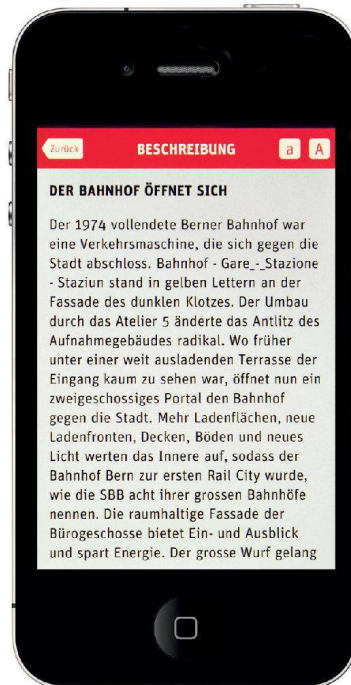 Zurück BESCHREIBUNG a A
DER BAHNHOF ÖFFNET SICH
Der 1974 vollendete Berner Bahnhof war
eine Verkehrsmaschine, die sich gegen die
Stadt abschloss. Bahnhof - Gare_-_Stazione
- Staziun stand in gelben Lettern an der
Fassade des dunklen Klotzes. Der Umbau
durch das Atelier 5 änderte das Antlitz des
Aufnahmegebäudes radikal. Wo früher
unter einer weit ausladenden Terrasse der
Eingang kaum zu sehen war, öffnet nun ein
zweigeschossiges Portal den Bahnhof
gegen die Stadt. Mehr Ladenflächen, neue
Ladenfronten, Decken, Böden und neues
Licht werten das Innere auf, sodass der
Bahnhof Bern zur ersten Rail City wurde,
wie die SBB acht ihrer grossen Bahnhöfe
nennen. Die raumhaltige Fassade der
Bürogeschosse bietet Ein- und Ausblick
und spart Energie. Der grosse Wurf gelang